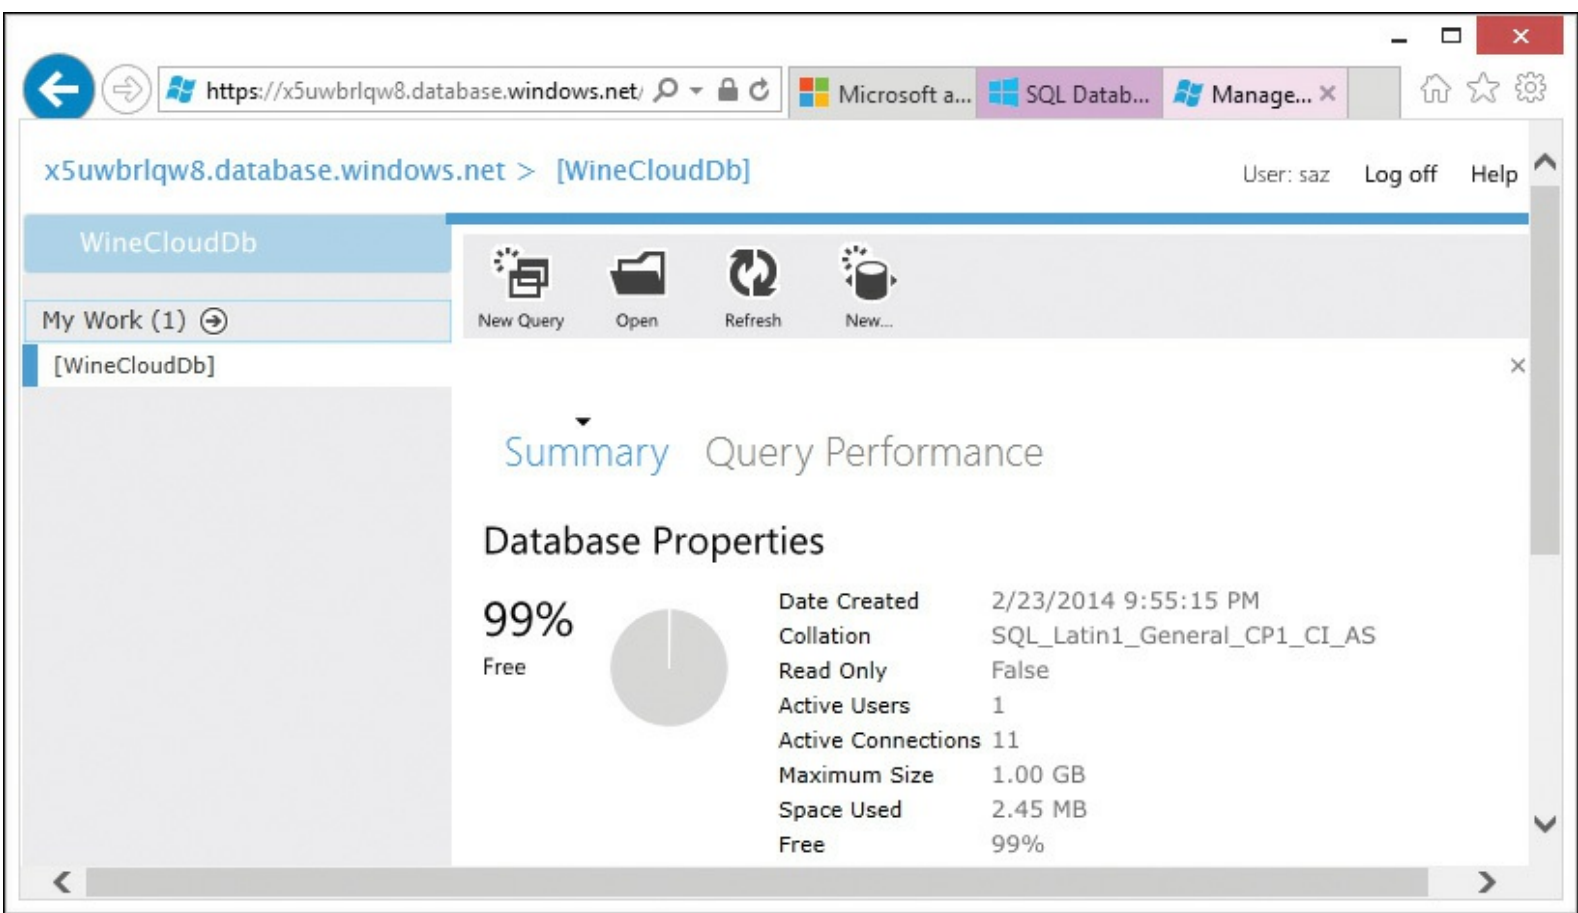 https://x5uwbrlqw8.database.windows.net/
Microsoft a...
SQL Datab...
Manage...
x5uwbrlqw8.database.windows.net > [WineCloudDb]
User: saz Log off Help
WineCloudDb
New Query Open Refresh New...
My Work (1)
[WineCloudDb]
Summary Query Performance
Database Properties
99%
Free
Date Created 2/23/2014 9:55:15 PM
Collation SQL_Latin1_General_CP1_CI_AS
Read Only False
Active Users 1
Active Connections 11
Maximum Size 1.00 GB
Space Used 2.45 MB
Free 99%